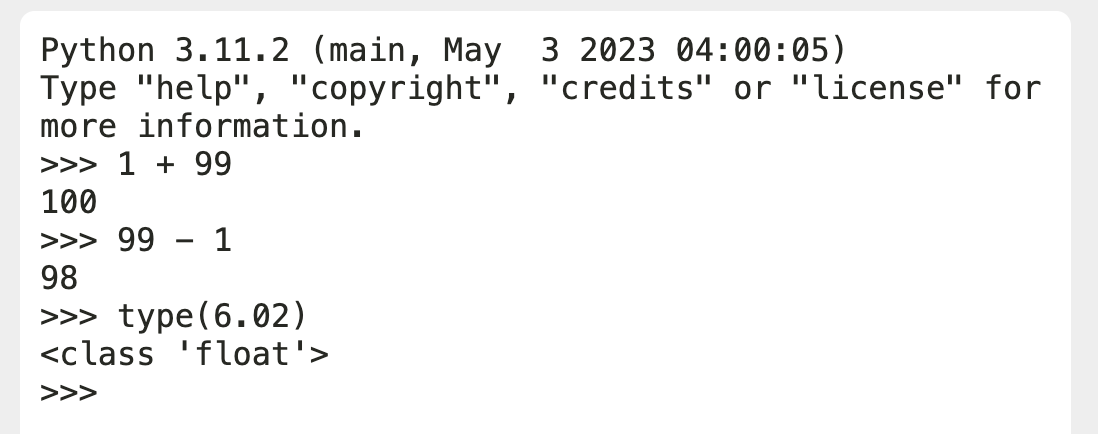 Python 3.11.2 (main, May  3 2023 04:00:05)
Type "help", "copyright", "credits" or "license" for
more information.
>>> 1 + 99
100
>>> 99 - 1
98
>>> type(6.02)
<class 'float'>
>>>